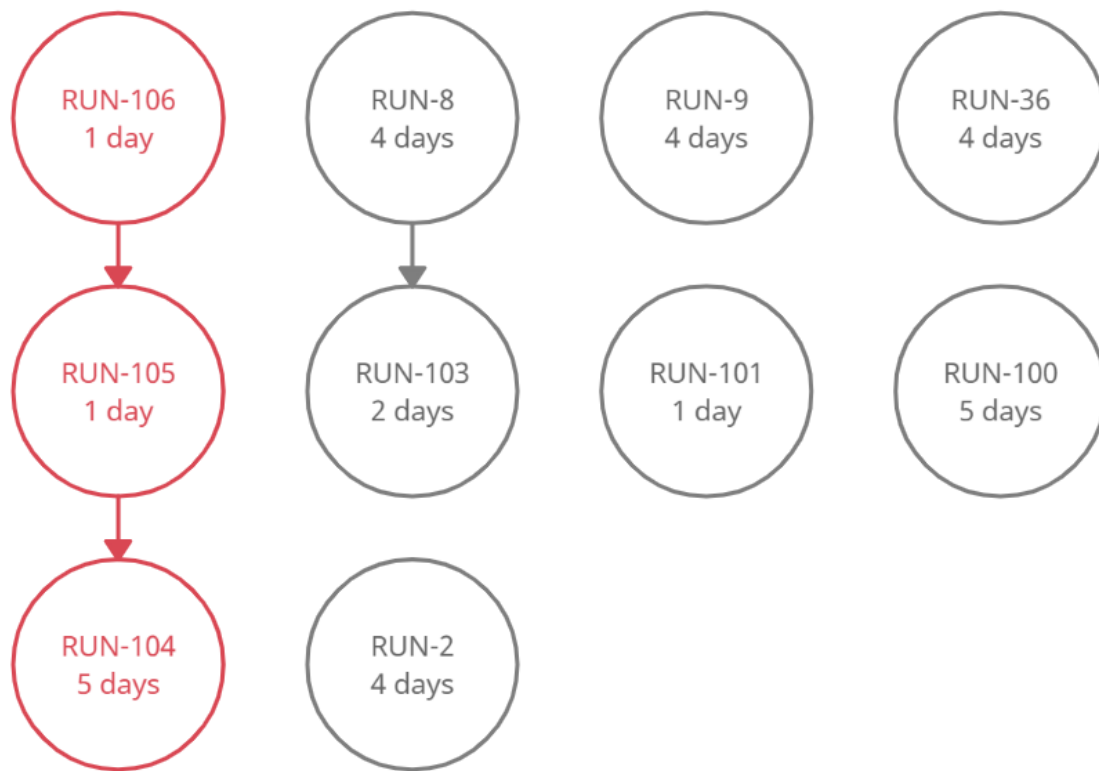 RUN-106
1 day
RUN-8
4 days
RUN-9
4 days
RUN-36
4 days
RUN-105
1 day
RUN-103
2 days
RUN-101
1 day
RUN-100
5 days
RUN-104
5 days
RUN-2
4 days